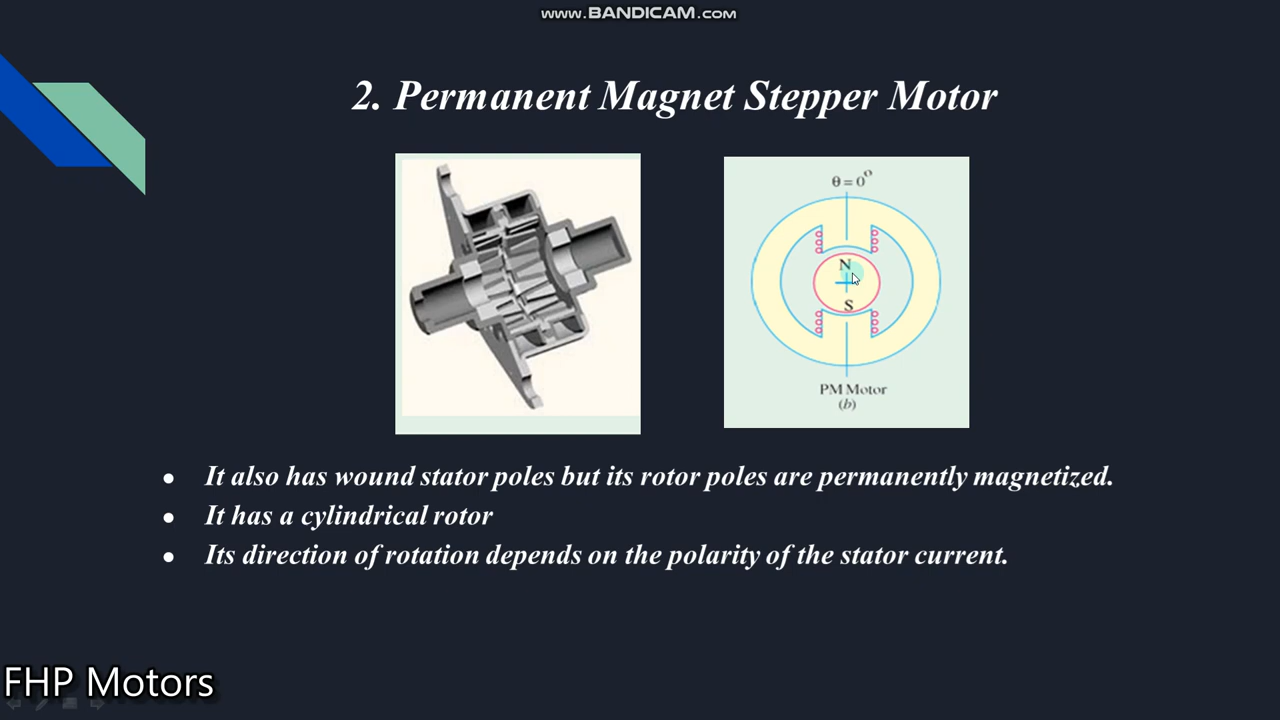 www.BANDICAM.com
2. Permanent Magnet Stepper Motor
θ = 0°
N
S
PM Motor
(b)
● It also has wound stator poles but its rotor poles are permanently magnetized.
● It has a cylindrical rotor
● Its direction of rotation depends on the polarity of the stator current.
FHP Motors